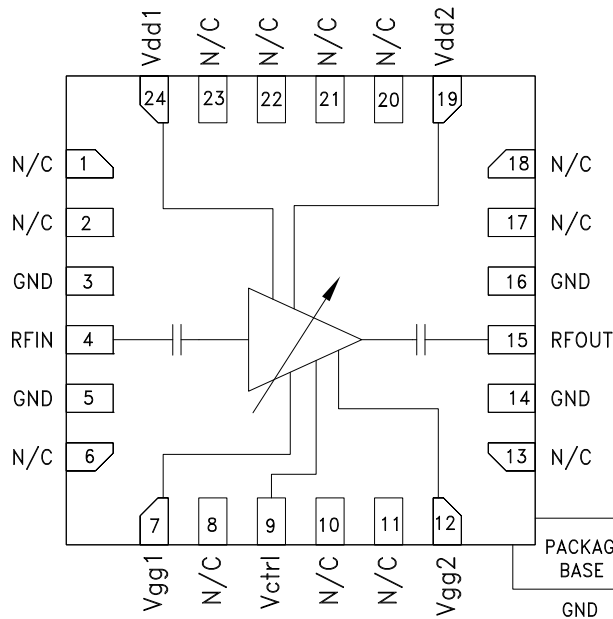 Vdd1 N/C N/C N/C N/C Vdd2
24 23 22 21 20 19
N/C 1 18 N/C
N/C 2 17 N/C
GND 3 16 GND
RFIN 4 15 RFOUT
GND 5 14 GND
N/C 6 13 N/C
7 8 9 10 11 12
Vgg1 N/C Vctrl N/C N/C Vgg2
PACKAG
BASE
GND